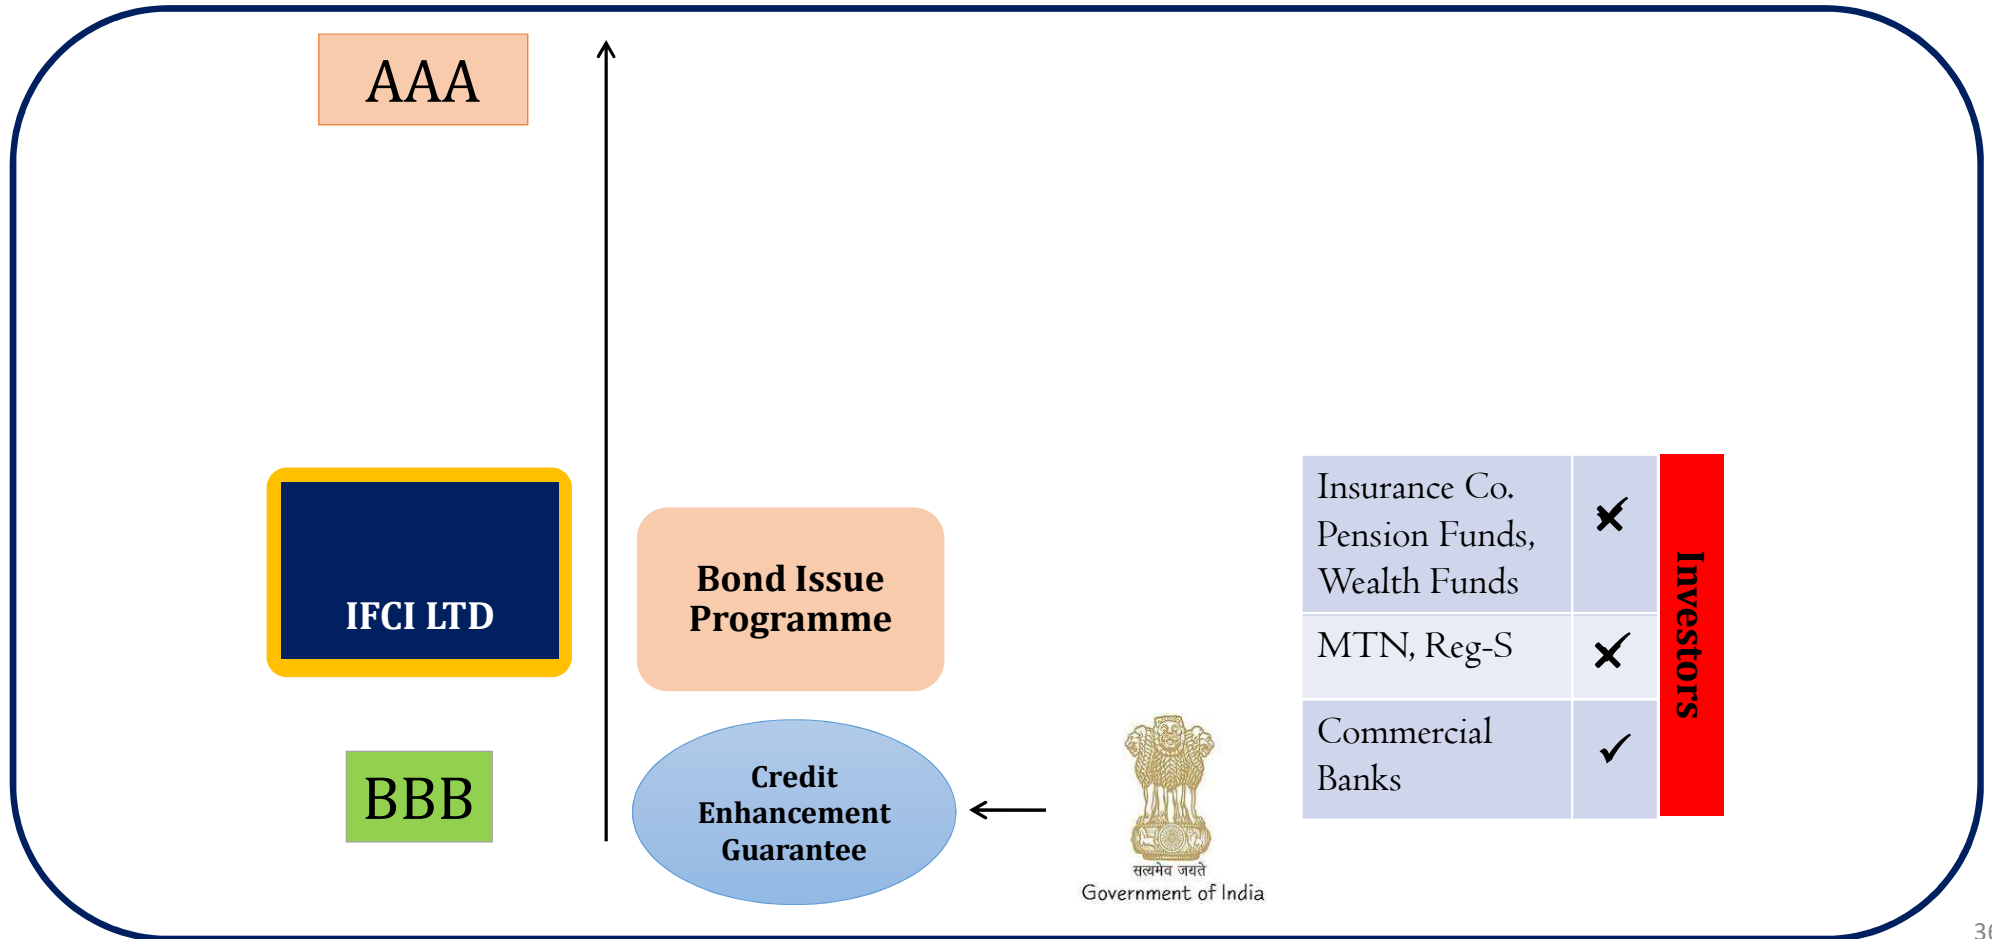 AAA
IFCI LTD
BBB
Bond Issue
Programme
Credit
Enhancement
Guarantee
सत्यमेव जयते
Government of India
Insurance Co.
Pension Funds,
Wealth Funds
MTN, Reg-S
Commercial
Banks
Investors
36